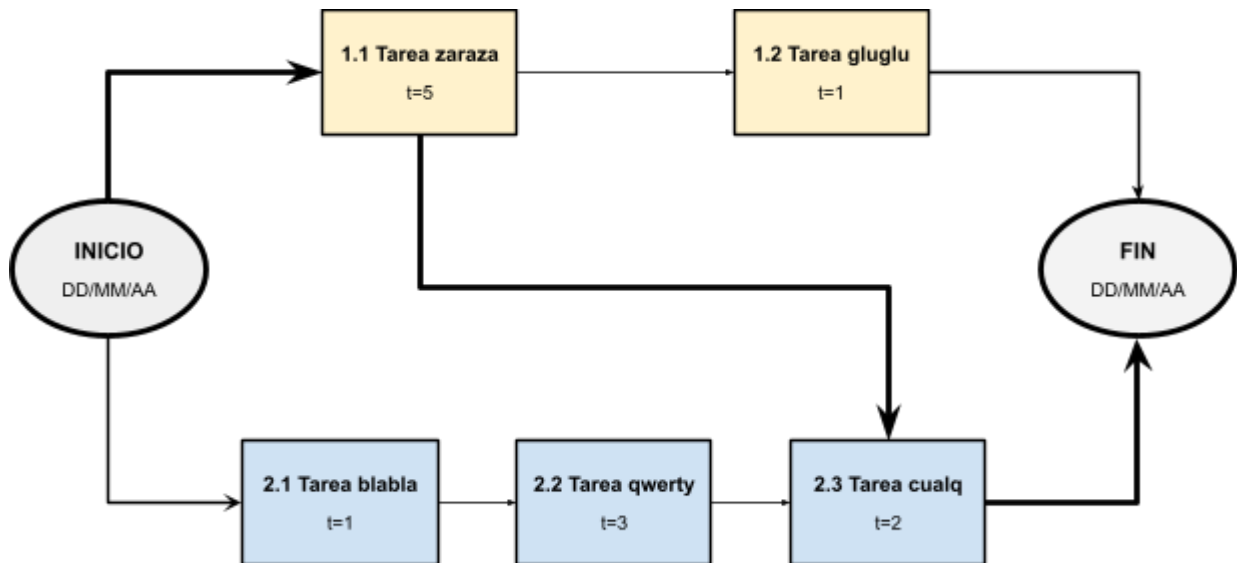 1.1 Tarea zaraza
t=5
1.2 Tarea gluglu
t=1
INICIO
DD/MM/AA
FIN
DD/MM/AA
2.1 Tarea blabla
t=1
2.2 Tarea qwerty
t=3
2.3 Tarea cualq
t=2